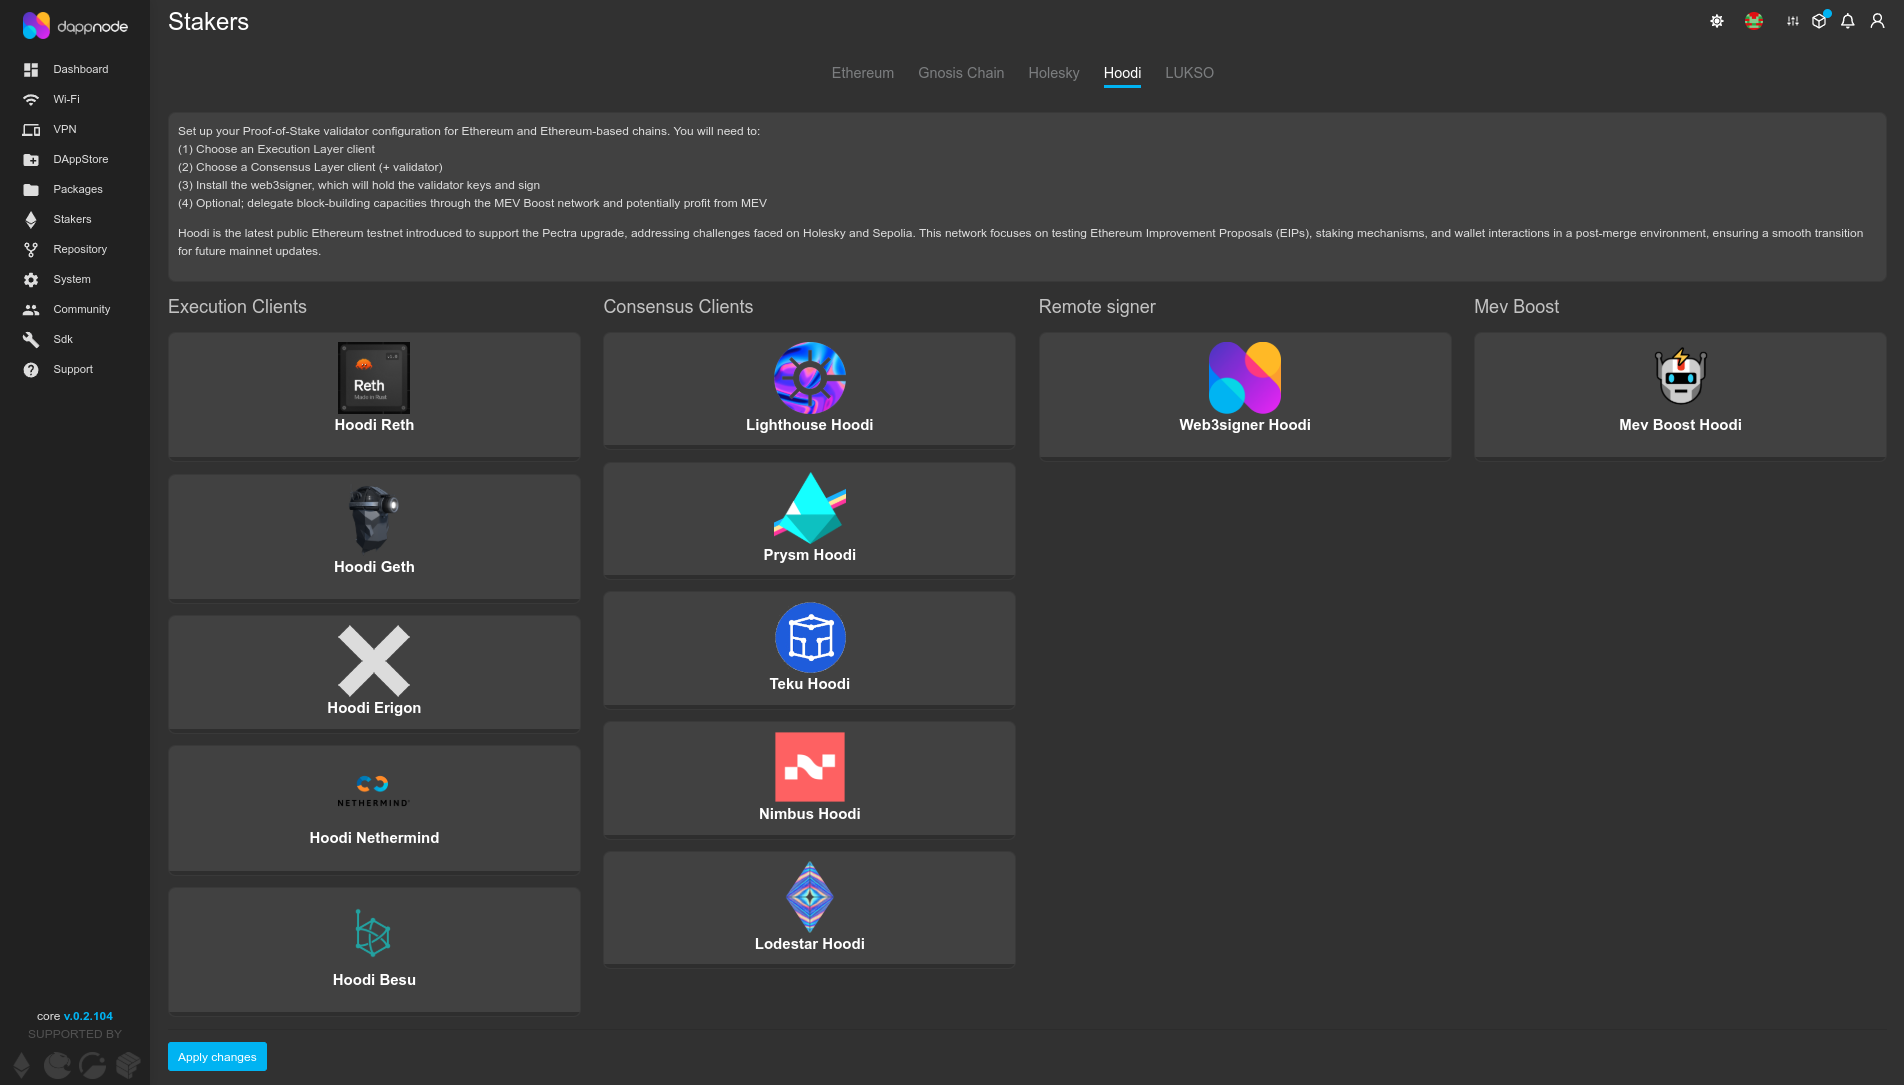 dappnode
Stakers
Dashboard
Wi-Fi
VPN
DAppStore
Packages
Stakers
Repository
System
Community
Sdk
Support
Ethereum
Gnosis Chain
Holesky
Hoodi
LUKSO
Set up your Proof-of-Stake validator configuration for Ethereum and Ethereum-based chains. You will need to:
(1) Choose an Execution Layer client
(2) Choose a Consensus Layer client (+ validator)
(3) Install the web3signer, which will hold the validator keys and sign
(4) Optional; delegate block-building capacities through the MEV Boost network and potentially profit from MEV
Hoodi is the latest public Ethereum testnet introduced to support the Pectra upgrade, addressing challenges faced on Holesky and Sepolia. This network focuses on testing Ethereum Improvement Proposals (EIPs), staking mechanisms, and wallet interactions in a post-merge environment, ensuring a smooth transition
for future mainnet updates.
Execution Clients
Reth
Made in Rust
Hoodi Reth
Hoodi Geth
Hoodi Erigon
NETHERMIND
Hoodi Nethermind
Hoodi Besu
Consensus Clients
Lighthouse Hoodi
Prysm Hoodi
Teku Hoodi
Nimbus Hoodi
Lodestar Hoodi
Remote signer
Web3signer Hoodi
Mev Boost
Mev Boost Hoodi
Apply changes
core v.0.2.104
SUPPORTED BY